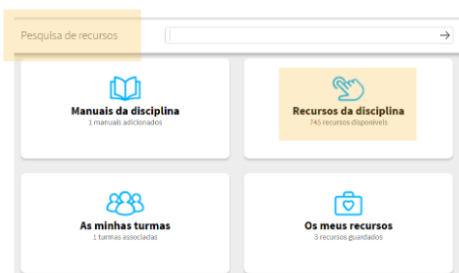 Pesquisa de recursos
Manuais da disciplina
1 manuais adicionados
Recursos da disciplina
745 recursos disponíveis
As minhas turmas
1 turmas associadas
Os meus recursos
3 recursos guardados